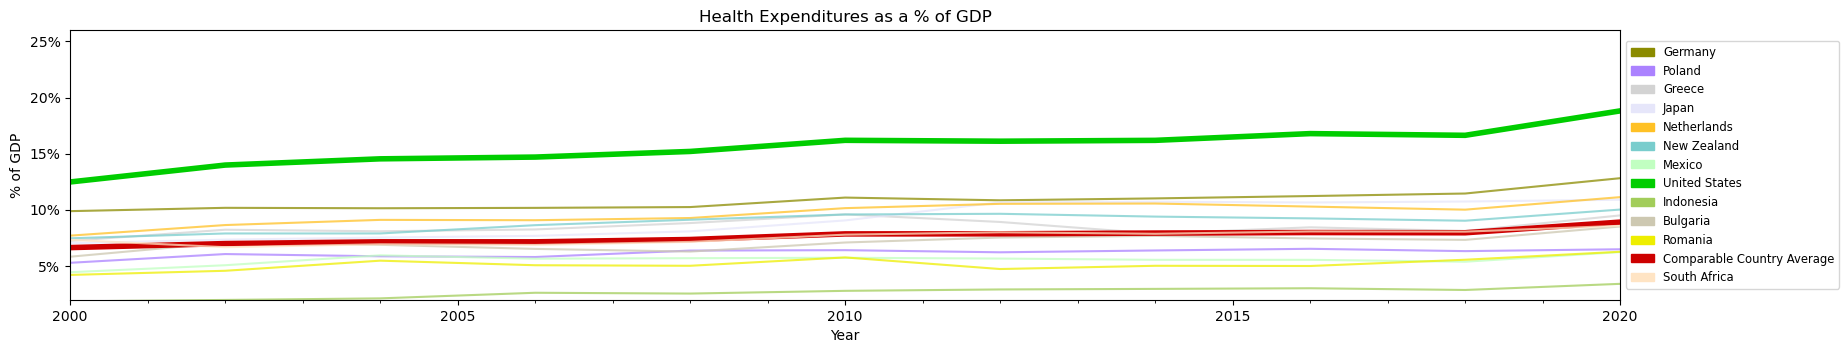 Health Expenditures as a % of GDP
25%
20%
15%
10%
5%
% of GDP
2000
2005
2010
2015
2020
Year
Germany
Poland
Greece
Japan
Netherlands
New Zealand
Mexico
United States
Indonesia
Bulgaria
Romania
Comparable Country Average
South Africa